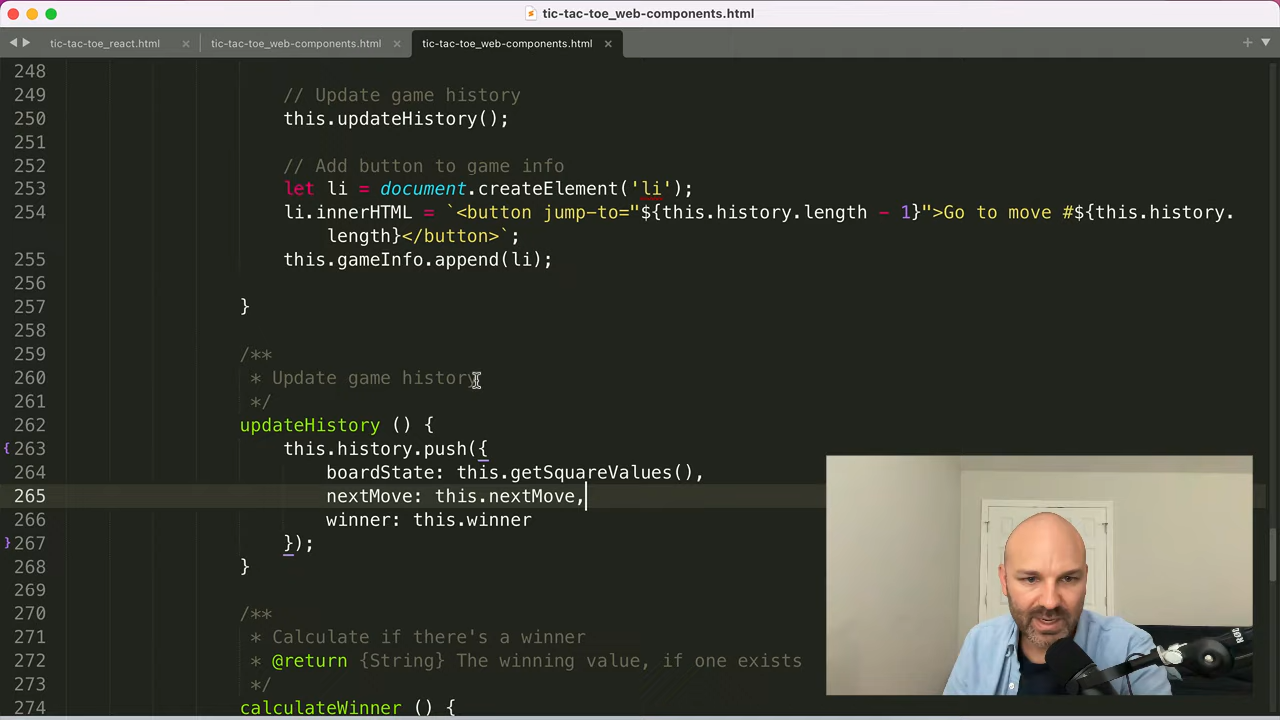 tic-tac-toe_web-components.html
tic-tac-toe_react.html × tic-tac-toe_web-components.html × tic-tac-toe_web-components.html ×
248
249 // Update game history
250 this.updateHistory();
251
252 // Add button to game info
253 let li = document.createElement('li');
254 li.innerHTML = `<button jump-to="${this.history.length - 1}">Go to move #${this.history.
length}</button>`;
255 this.gameInfo.append(li);
256
257 }
258
259 /**
260 * Update game history
261 */
262 updateHistory () {
263 this.history.push({
264 boardState: this.getSquareValues(),
265 nextMove: this.nextMove,
266 winner: this.winner
267 });
268 }
269
270 /**
271 * Calculate if there's a winner
272 * @return {String} The winning value, if one exists
273 */
274 calculateWinner () {